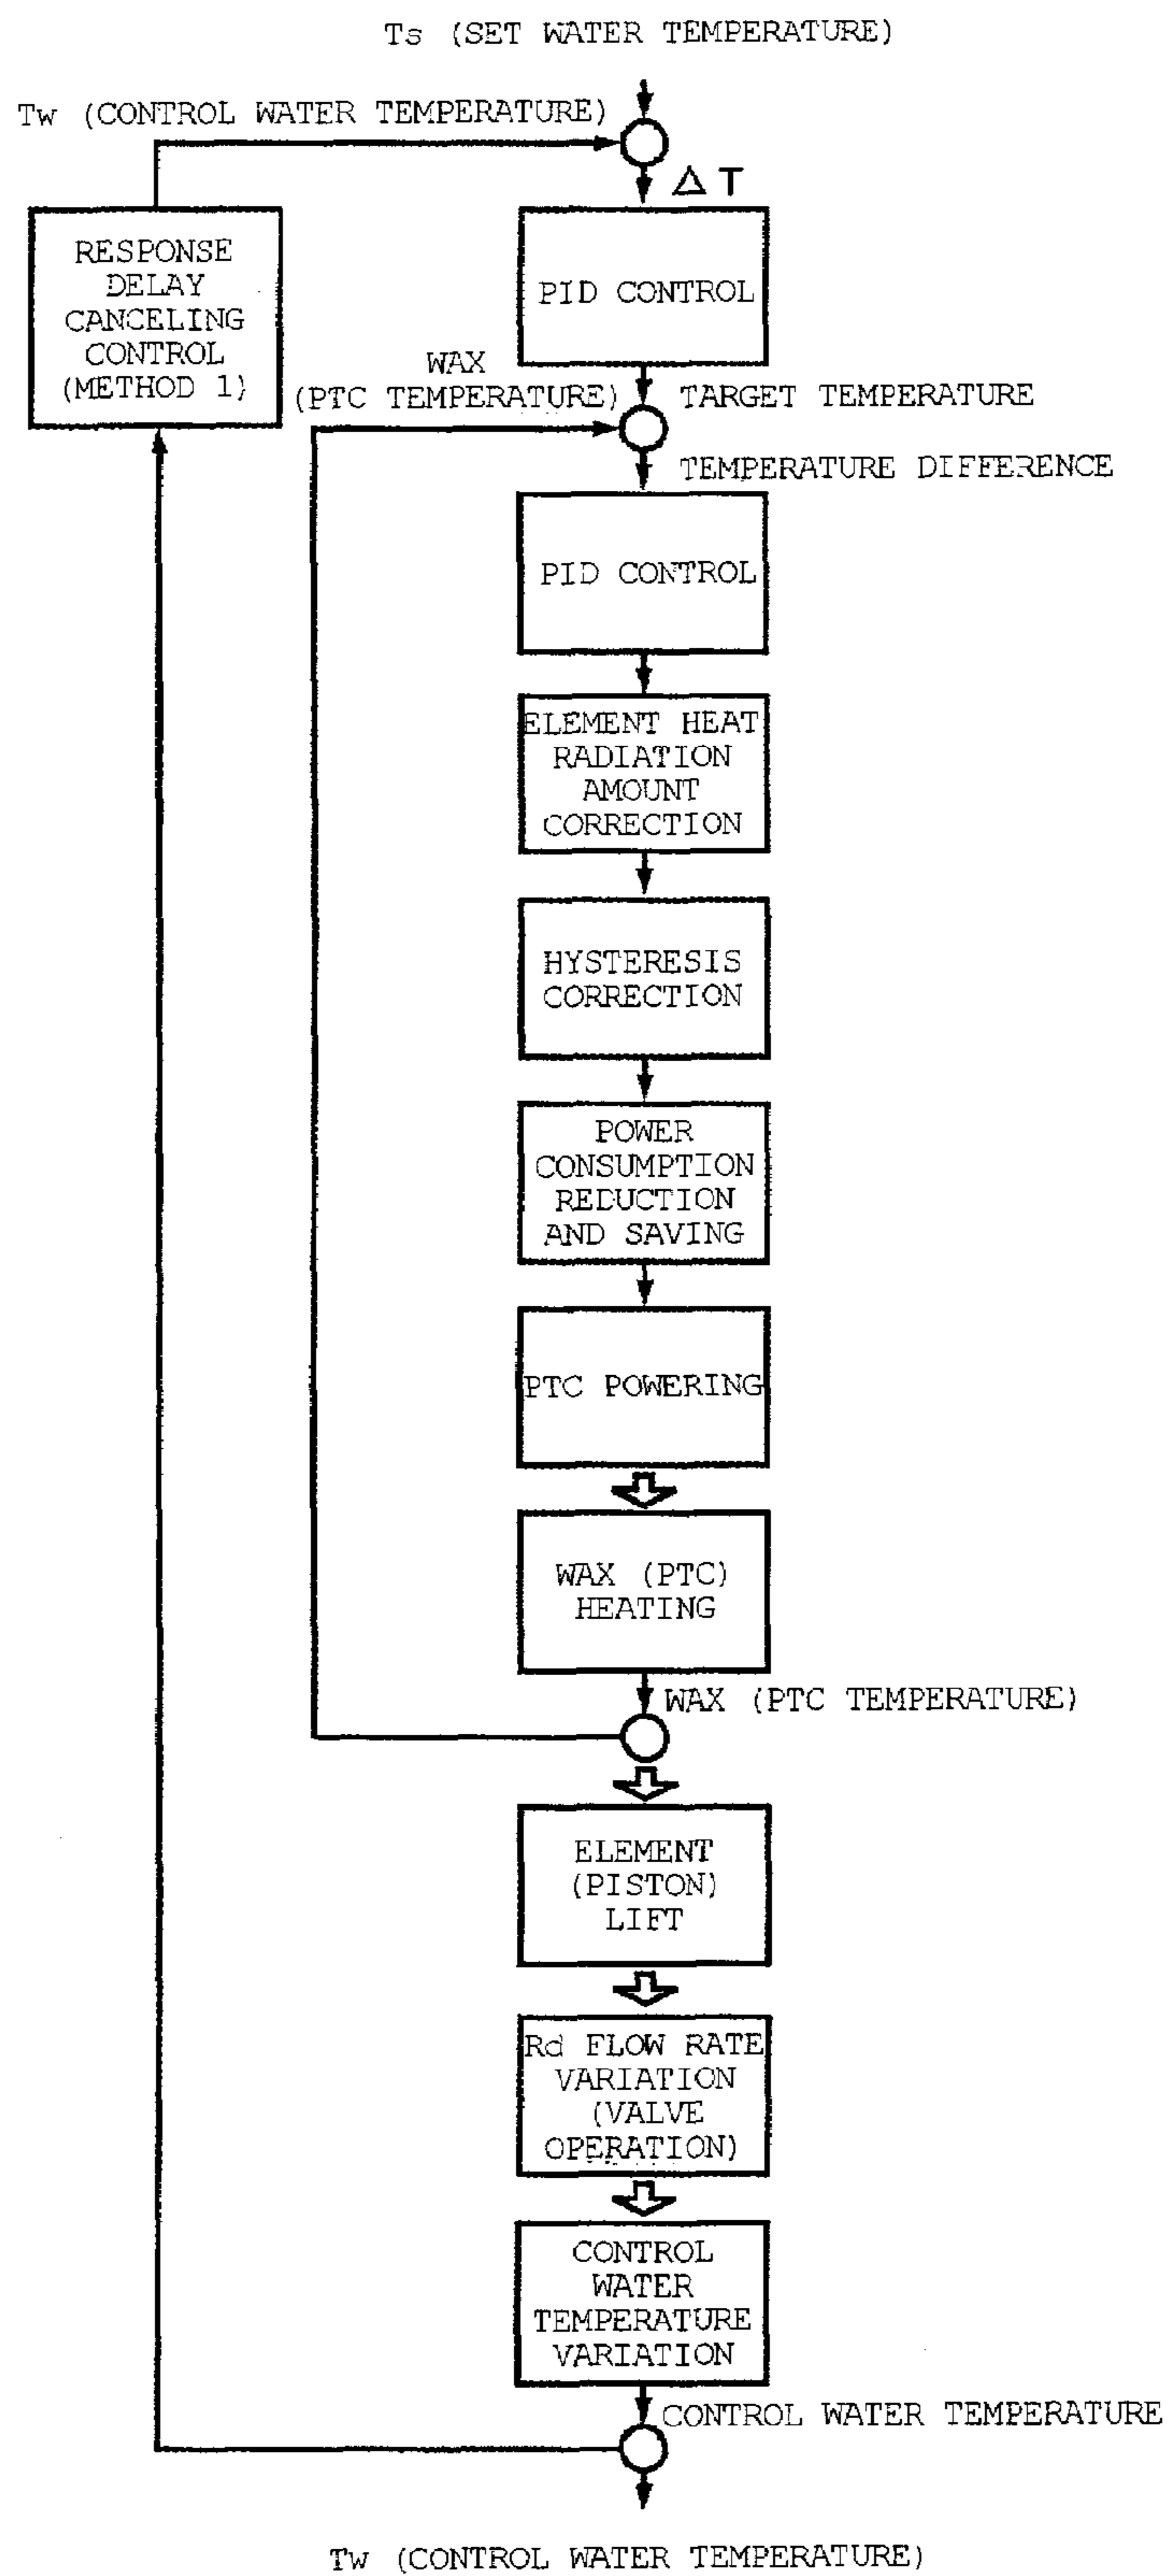 Ts (SET WATER TEMPERATURE)
Tw (CONTROL WATER TEMPERATURE)
ΔT
RESPONSE
DELAY
CANCELING
CONTROL
(METHOD 1)
PID CONTROL
WAX
(PTC TEMPERATURE)
TARGET TEMPERATURE
TEMPERATURE DIFFERENCE
PID CONTROL
ELEMENT HEAT
RADIATION
AMOUNT
CORRECTION
HYSTERESIS
CORRECTION
POWER
CONSUMPTION
REDUCTION
AND SAVING
PTC POWERING
WAX (PTC)
HEATING
WAX (PTC TEMPERATURE)
ELEMENT
(PISTON)
LIFT
Rd FLOW RATE
VARIATION
(VALVE
OPERATION)
CONTROL
WATER
TEMPERATURE
VARIATION
CONTROL WATER TEMPERATURE
Tw (CONTROL WATER TEMPERATURE)